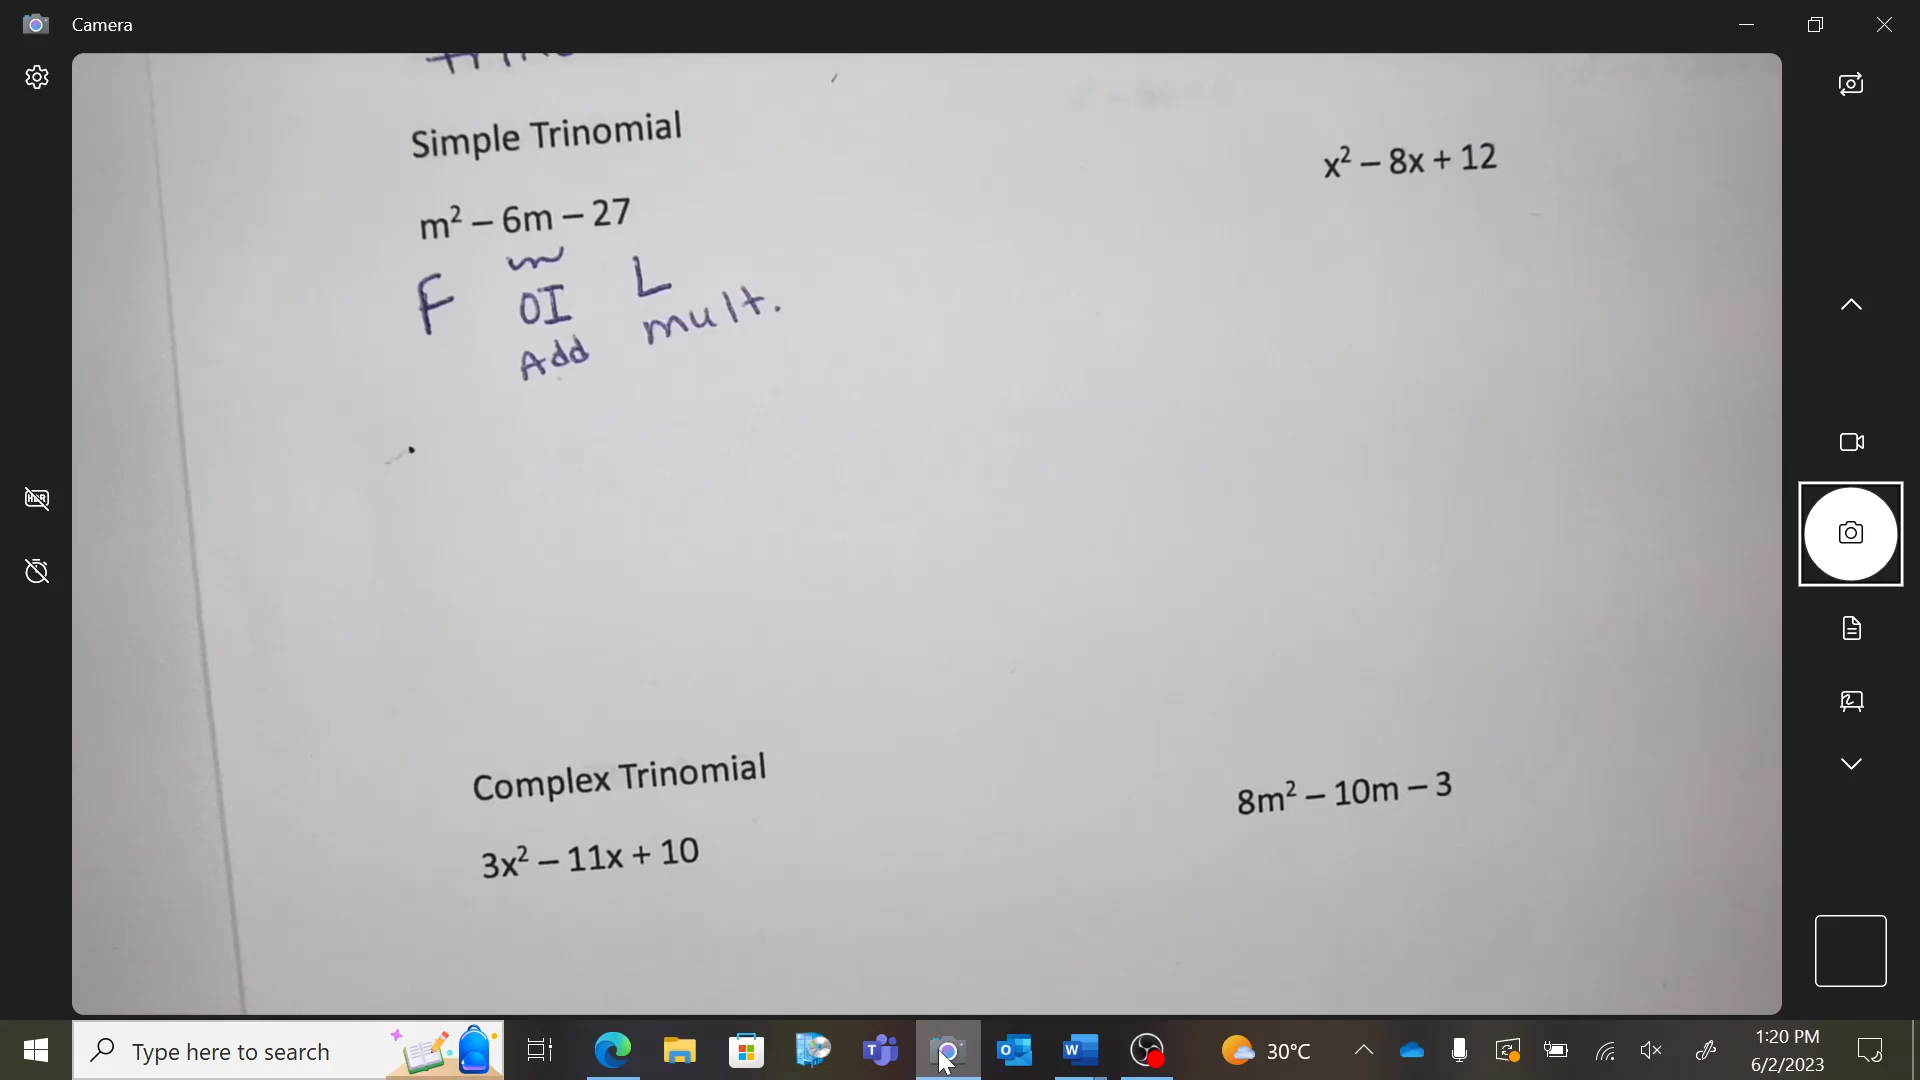 Camera
Simple Trinomial
x² – 8x + 12
m² – 6m – 27
F OI L
Add mult.
Complex Trinomial
8m² – 10m – 3
3x² – 11x + 10
Type here to search
30°C
1:20 PM
6/2/2023